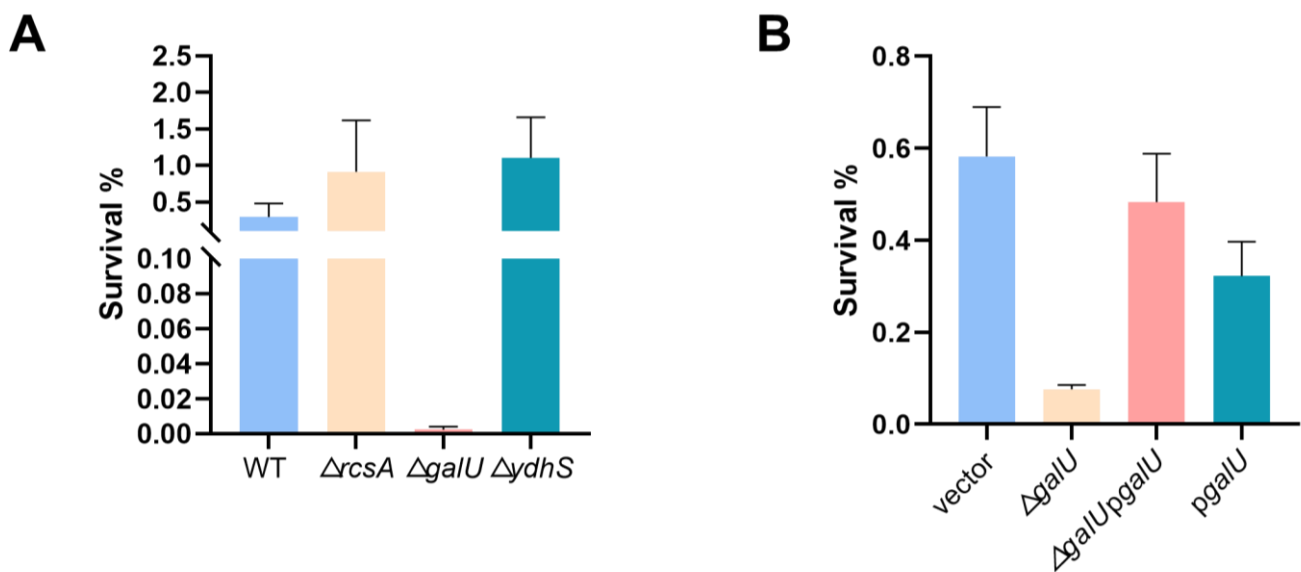 A
Survival %
2.5
2.0
1.5
1.0
0.5
0.10
0.08
0.06
0.04
0.02
0.00
WT
ΔrcsA
ΔgalU
ΔydhS
B
Survival %
0.8
0.6
0.4
0.2
0.0
vector
ΔgalU
ΔgalUpgalU
pgalU